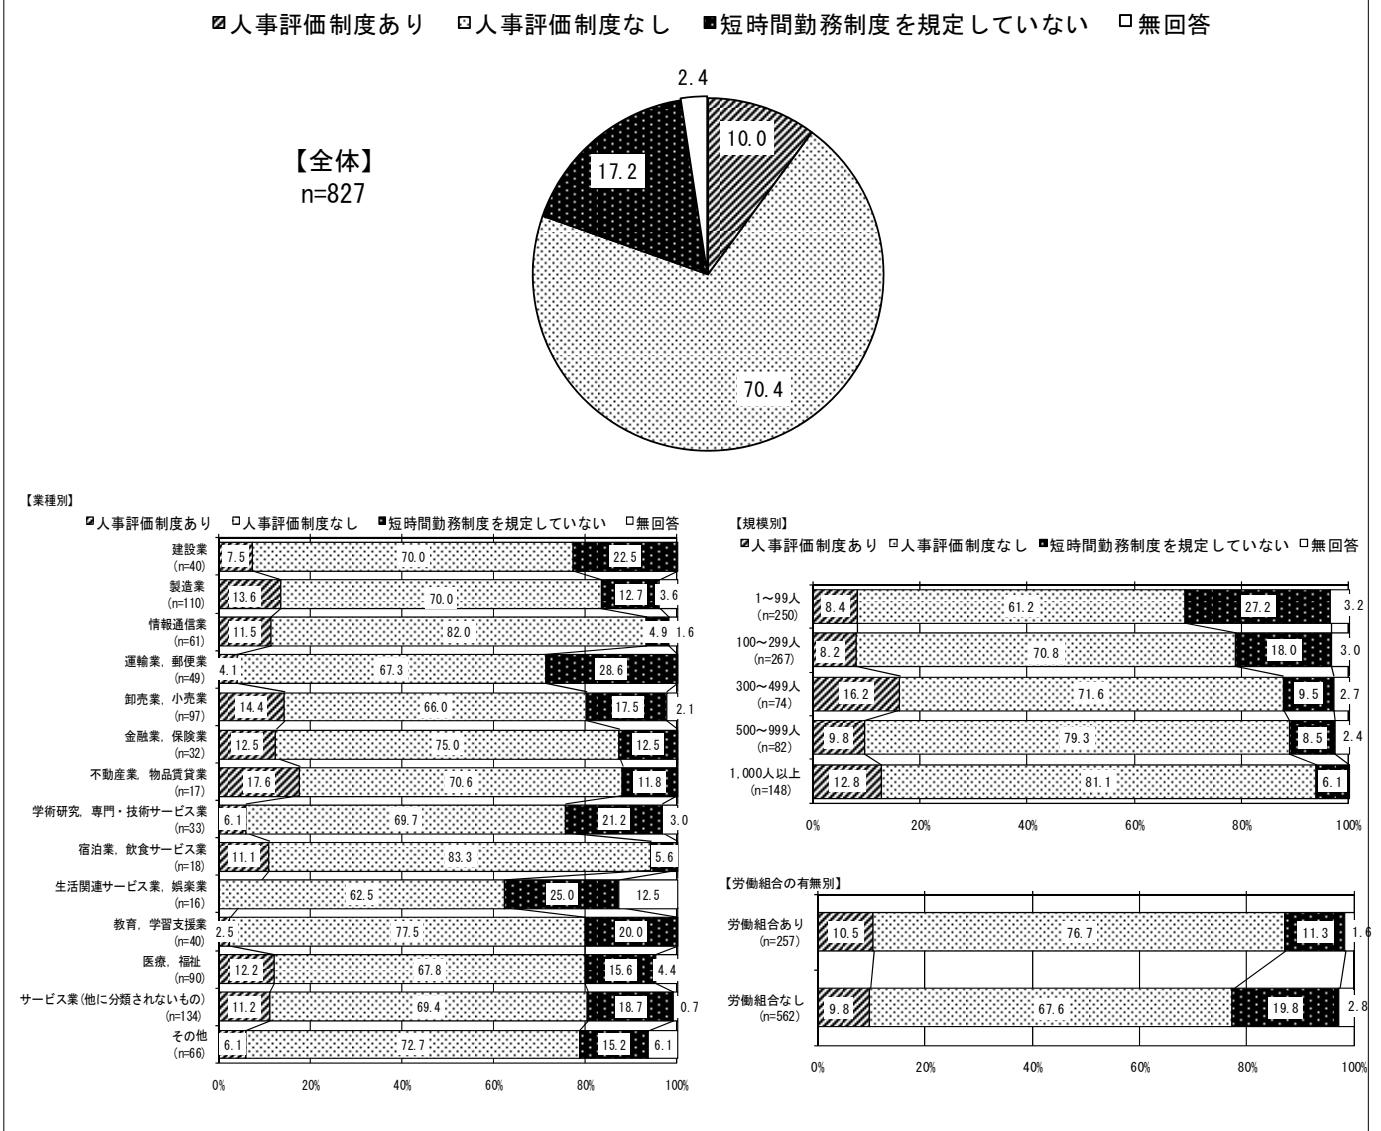 人事評価制度あり 人事評価制度なし 短時間勤務制度を規定していない 無回答
2.4
10.0
【全体】
n=827
17.2
70.4
【業種別】
人事評価制度あり 人事評価制度なし 短時間勤務制度を規定していない 無回答
建設業
(n=40)
7.5 70.0 22.5
製造業
(n=110)
13.6 70.0 12.7 3.6
情報通信業
(n=61)
11.5 82.0 4.9 1.6
運輸業，郵便業
(n=49)
4.1 67.3 28.6
卸売業，小売業
(n=97)
14.4 66.0 17.5 2.1
金融業，保険業
(n=32)
12.5 75.0 12.5
不動産業，物品賃貸業
(n=17)
17.6 70.6 11.8
学術研究，専門・技術サービス業
(n=33)
6.1 69.7 21.2 3.0
宿泊業，飲食サービス業
(n=18)
11.1 83.3 5.6
生活関連サービス業，娯楽業
(n=16)
62.5 25.0 12.5
教育，学習支援業
(n=40)
2.5 77.5 20.0
医療，福祉
(n=90)
12.2 67.8 15.6 4.4
サービス業(他に分類されないもの)
(n=134)
11.2 69.4 18.7 0.7
その他
(n=66)
6.1 72.7 15.2 6.1
0% 20% 40% 60% 80% 100%
【規模別】
人事評価制度あり 人事評価制度なし 短時間勤務制度を規定していない 無回答
1～99人
(n=250)
8.4 61.2 27.2 3.2
100～299人
(n=267)
8.2 70.8 18.0 3.0
300～499人
(n=74)
16.2 71.6 9.5 2.7
500～999人
(n=82)
9.8 79.3 8.5 2.4
1,000人以上
(n=148)
12.8 81.1 6.1
0% 20% 40% 60% 80% 100%
【労働組合の有無別】
労働組合あり
(n=257)
10.5 76.7 11.3 1.6
労働組合なし
(n=562)
9.8 67.6 19.8 2.8
0% 20% 40% 60% 80% 100%